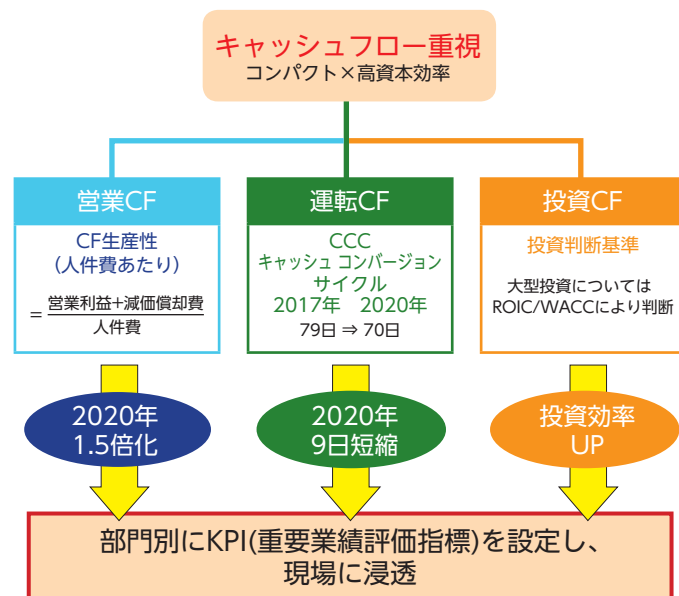 キャッシュフロー重視
コンパクト×高資本効率
営業CF
CF生産性
(人件費あたり)
= 営業利益+減価償却費
人件費
運転CF
CCC
キャッシュ コンバージョン
サイクル
2017年 2020年
79日 ⇒ 70日
投資CF
投資判断基準
大型投資については
ROIC/WACCにより判断
2020年
1.5倍化
2020年
9日短縮
投資効率
UP
部門別にKPI(重要業績評価指標)を設定し、
現場に浸透